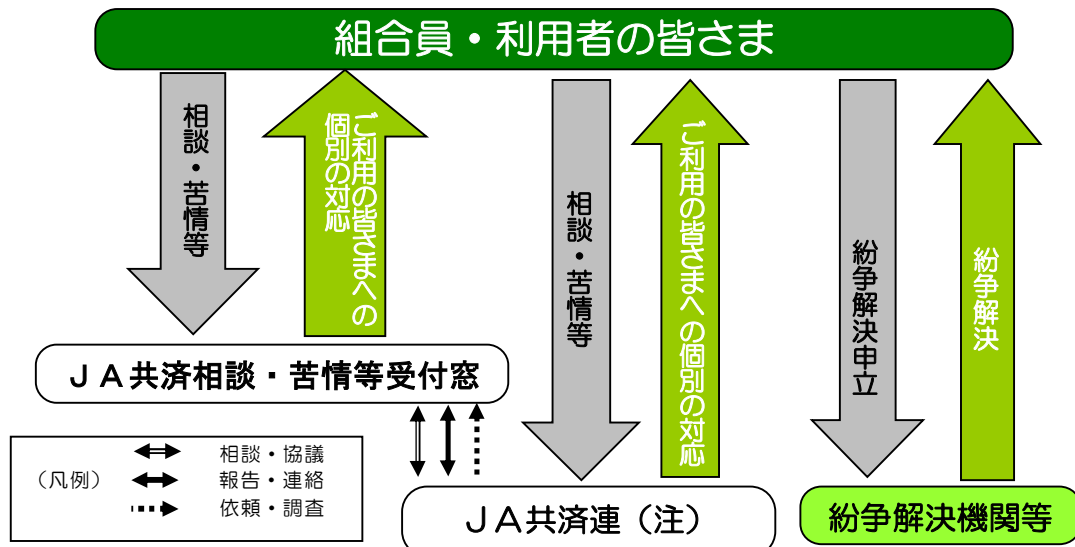 組合員・利用者の皆さま
相談・苦情等
ご利用の皆さまへの
個別の対応
相談・苦情等
ご利用の皆さまへ の個別の対応
紛争解決申立
紛争解決
ＪＡ共済相談・苦情等受付窓
（凡例）
相談・協議
報告・連絡
依頼・調査
ＪＡ共済連（注）
紛争解決機関等